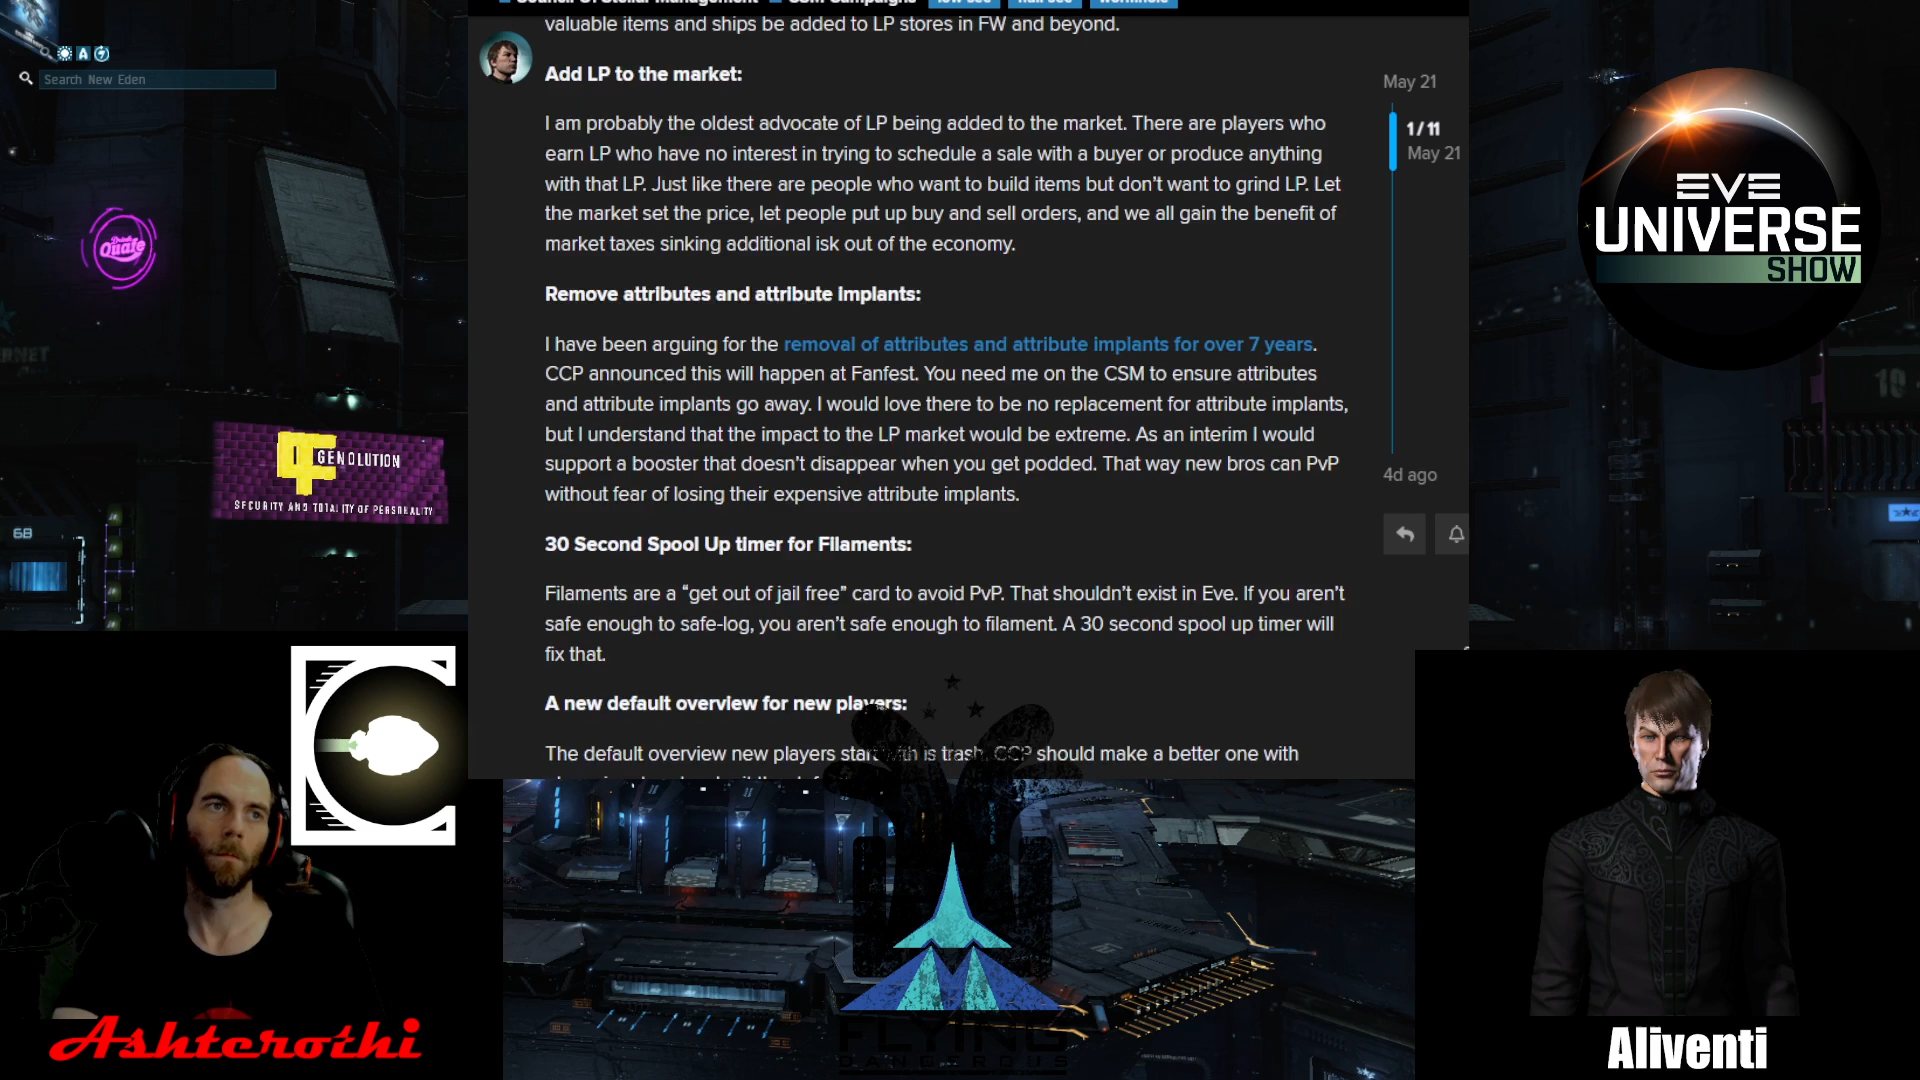 valuable items and ships be added to LP stores in FW and beyond.
Search New Eden
Add LP to the market:
May 21
I am probably the oldest advocate of LP being added to the market. There are players who
earn LP who have no interest in trying to schedule a sale with a buyer or produce anything
with that LP. Just like there are people who want to build items but don't want to grind LP. Let
the market set the price, let people put up buy and sell orders, and we all gain the benefit of
market taxes sinking additional isk out of the economy.
1 / 11
May 21
EVE
UNIVERSE
SHOW
Quafe
Remove attributes and attribute Implants:
I have been arguing for the removal of attributes and attribute implants for over 7 years.
CCP announced this will happen at Fanfest. You need me on the CSM to ensure attributes
and attribute implants go away. I would love there to be no replacement for attribute implants,
but I understand that the impact to the LP market would be extreme. As an interim I would
support a booster that doesn't disappear when you get podded. That way new bros can PvP
without fear of losing their expensive attribute implants.
4d ago
GENOLUTION
SECURITY AND TOTALITY OF PERSONALITY
68
30 Second Spool Up timer for Filaments:
Filaments are a “get out of jail free” card to avoid PvP. That shouldn't exist in Eve. If you aren't
safe enough to safe-log, you aren't safe enough to filament. A 30 second spool up timer will
fix that.
A new default overview for new players:
The default overview new players start with is trash. CCP should make a better one with
FLYING
DANGEROUS
Ashterothi
Aliventi